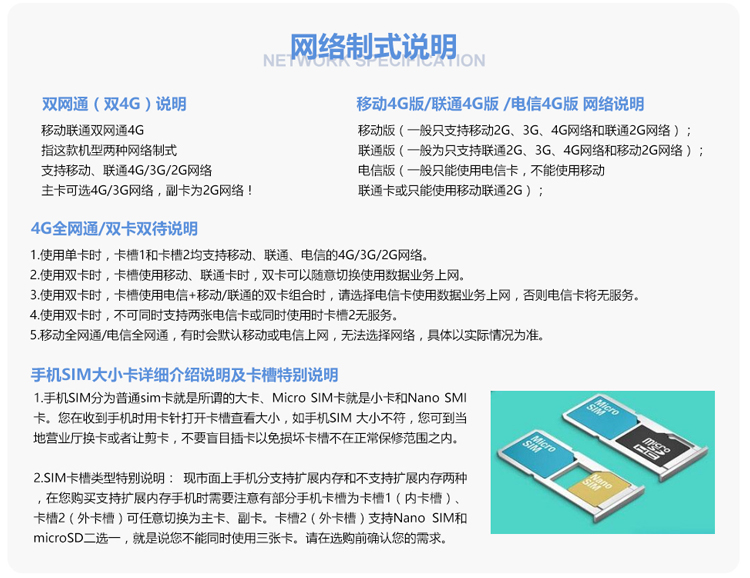 网络制式说明
NETWORK SPECIFICATION
双网通（双4G）说明
移动联通双网通4G
指这款机型两种网络制式
支持移动、联通4G/3G/2G网络
主卡可选4G/3G网络，副卡为2G网络！
移动4G版/联通4G版 /电信4G版 网络说明
移动版（一般只支持移动2G、3G、4G网络和联通2G网络）；
联通版（一般为只支持联通2G、3G、4G网络和移动2G网络）；
电信版（一般只能使用电信卡，不能使用移动
联通卡或只能使用移动联通2G）；
4G全网通/双卡双待说明
1.使用单卡时，卡槽1和卡槽2均支持移动、联通、电信的4G/3G/2G网络。
2.使用双卡时，卡槽使用移动、联通卡时，双卡可以随意切换使用数据业务上网。
3.使用双卡时，卡槽使用电信+移动/联通的双卡组合时，请选择电信卡使用数据业务上网，否则电信卡将无服务。
4.使用双卡时，不可同时支持两张电信卡或同时使用时卡槽2无服务。
5.移动全网通/电信全网通，有时会默认移动或电信上网，无法选择网络，具体以实际情况为准。
手机SIM大小卡详细介绍说明及卡槽特别说明
1.手机SIM分为普通sim卡就是所谓的大卡、Micro SIM卡就是小卡和Nano SMI
卡。您在收到手机时用卡针打开卡槽查看大小，如手机SIM 大小不符，您可到当
地营业厅换卡或者让剪卡，不要盲目插卡以免损坏卡槽不在正常保修范围之内。
2.SIM卡槽类型特别说明： 现市面上手机分支持扩展内存和不支持扩展内存两种
，在您购买支持扩展内存手机时需要注意有部分手机卡槽为卡槽1（内卡槽）、
卡槽2（外卡槽）可任意切换为主卡、副卡。卡槽2（外卡槽）支持Nano SIM和
microSD二选一，就是说您不能同时使用三张卡。请在选购前确认您的需求。
Micro
SIM
micro
SD
Micro
SIM
Nano
SIM